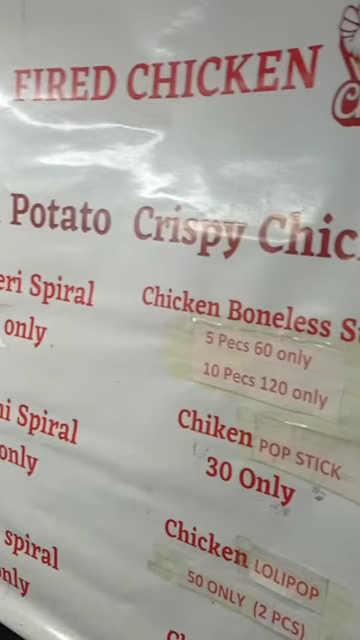 FIRED CHICKEN
Potato
Spiral
only
Spiral
only
spiral
Crispy
Chicken Boneless
5 Pecs 60 only
10 Pecs 120 only
Chiken POP STICK
30 Only
Chicken LOLIPOP
50 ONLY (2 PCS)